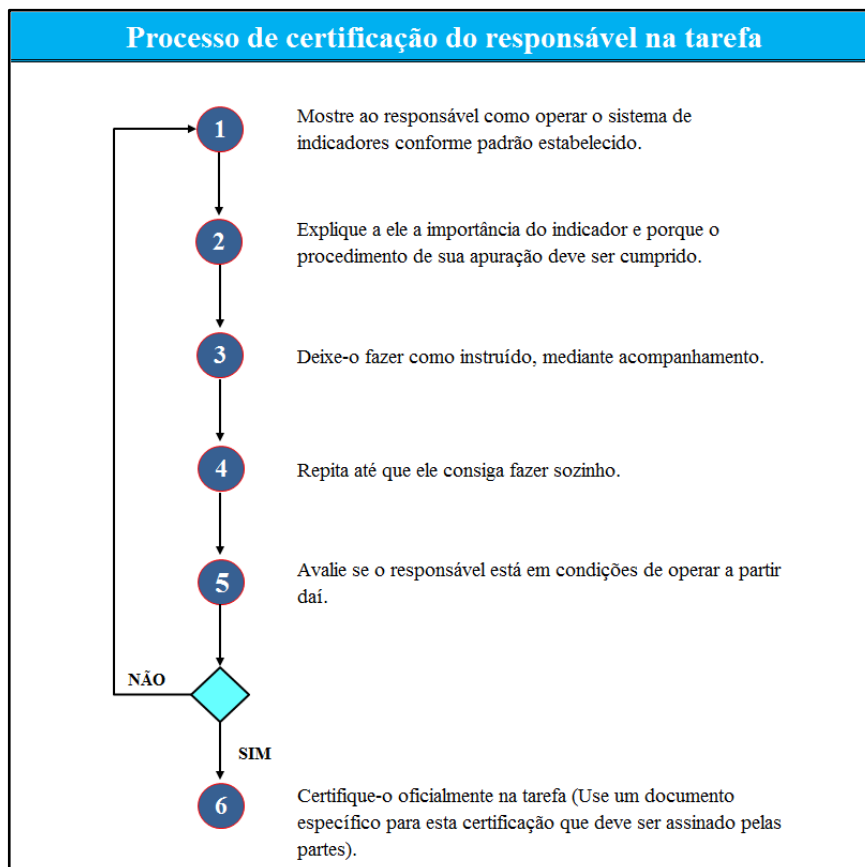 Processo de certificação do responsável na tarefa
1
Mostre ao responsável como operar o sistema de
indicadores conforme padrão estabelecido.
2
Explique a ele a importância do indicador e porque o
procedimento de sua apuração deve ser cumprido.
3
Deixe-o fazer como instruído, mediante acompanhamento.
4
Repita até que ele consiga fazer sozinho.
5
Avalie se o responsável está em condições de operar a partir
daí.
NÃO
SIM
6
Certifique-o oficialmente na tarefa (Use um documento
específico para esta certificação que deve ser assinado pelas
partes).